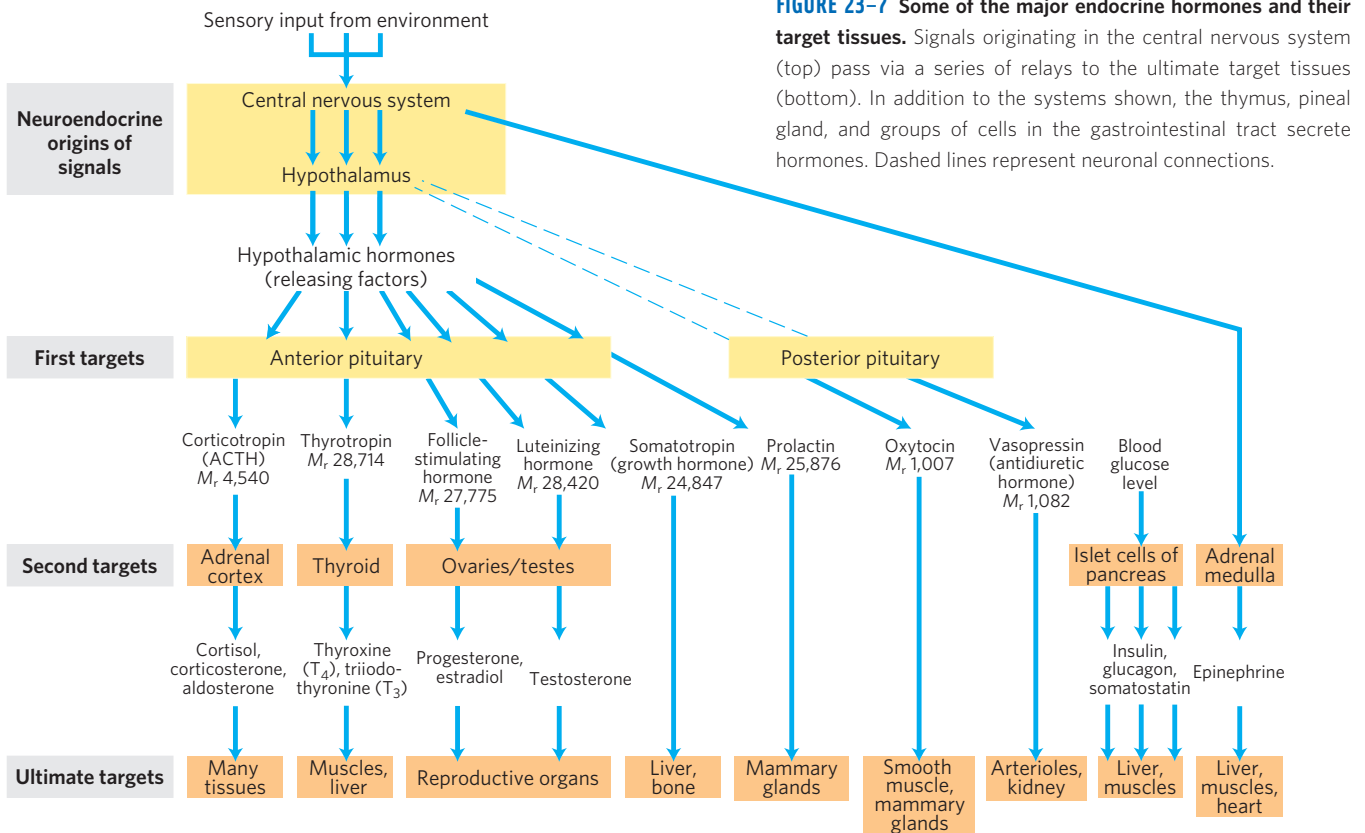 Sensory input from environment
FIGURE 23–7 Some of the major endocrine hormones and their
target tissues. Signals originating in the central nervous system
(top) pass via a series of relays to the ultimate target tissues
(bottom). In addition to the systems shown, the thymus, pineal
gland, and groups of cells in the gastrointestinal tract secrete
hormones. Dashed lines represent neuronal connections.
Neuroendocrine
origins of
signals
Central nervous system
Hypothalamus
Hypothalamic hormones
(releasing factors)
First targets
Anterior pituitary
Posterior pituitary
Corticotropin
(ACTH)
Mr 4,540
Thyrotropin
Mr 28,714
Follicle-
stimulating
hormone
Mr 27,775
Luteinizing
hormone
Mr 28,420
Somatotropin
(growth hormone)
Mr 24,847
Prolactin
Mr 25,876
Oxytocin
Mr 1,007
Vasopressin
(antidiuretic
hormone)
Mr 1,082
Blood
glucose
level
Second targets
Adrenal
cortex
Thyroid
Ovaries/testes
Islet cells of
pancreas
Adrenal
medulla
Cortisol,
corticosterone,
aldosterone
Thyroxine
(T4), triiodo-
thyronine (T3)
Progesterone,
estradiol
Testosterone
Insulin,
glucagon,
somatostatin
Epinephrine
Ultimate targets
Many
tissues
Muscles,
liver
Reproductive organs
Liver,
bone
Mammary
glands
Smooth
muscle,
mammary
glands
Arterioles,
kidney
Liver,
muscles
Liver,
muscles,
heart